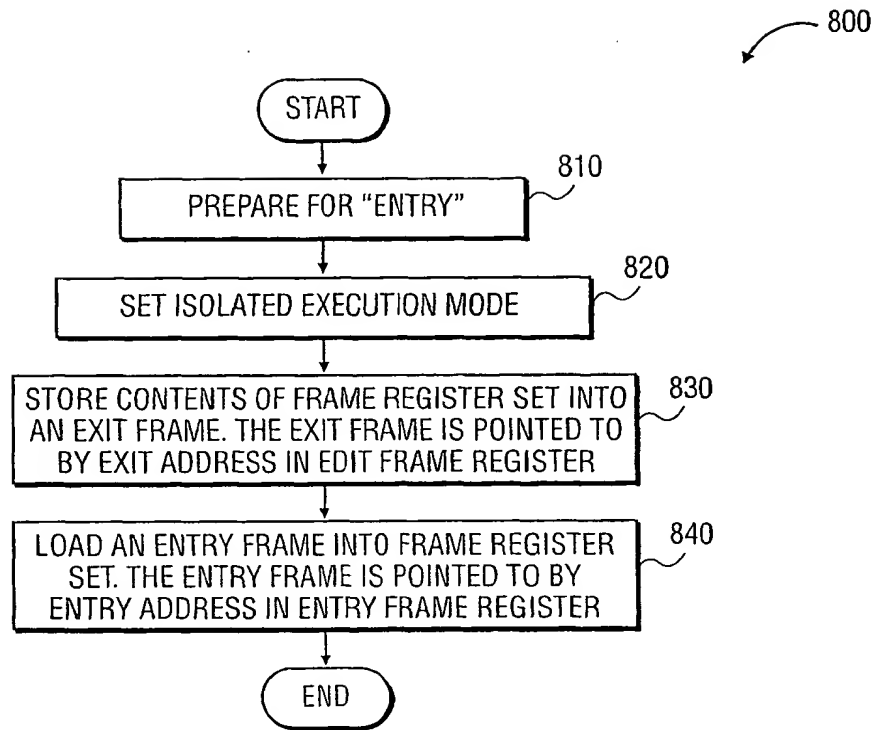 800
START
810
PREPARE FOR "ENTRY"
820
SET ISOLATED EXECUTION MODE
830
STORE CONTENTS OF FRAME REGISTER SET INTO
AN EXIT FRAME. THE EXIT FRAME IS POINTED TO
BY EXIT ADDRESS IN EDIT FRAME REGISTER
840
LOAD AN ENTRY FRAME INTO FRAME REGISTER
SET. THE ENTRY FRAME IS POINTED TO BY
ENTRY ADDRESS IN ENTRY FRAME REGISTER
END